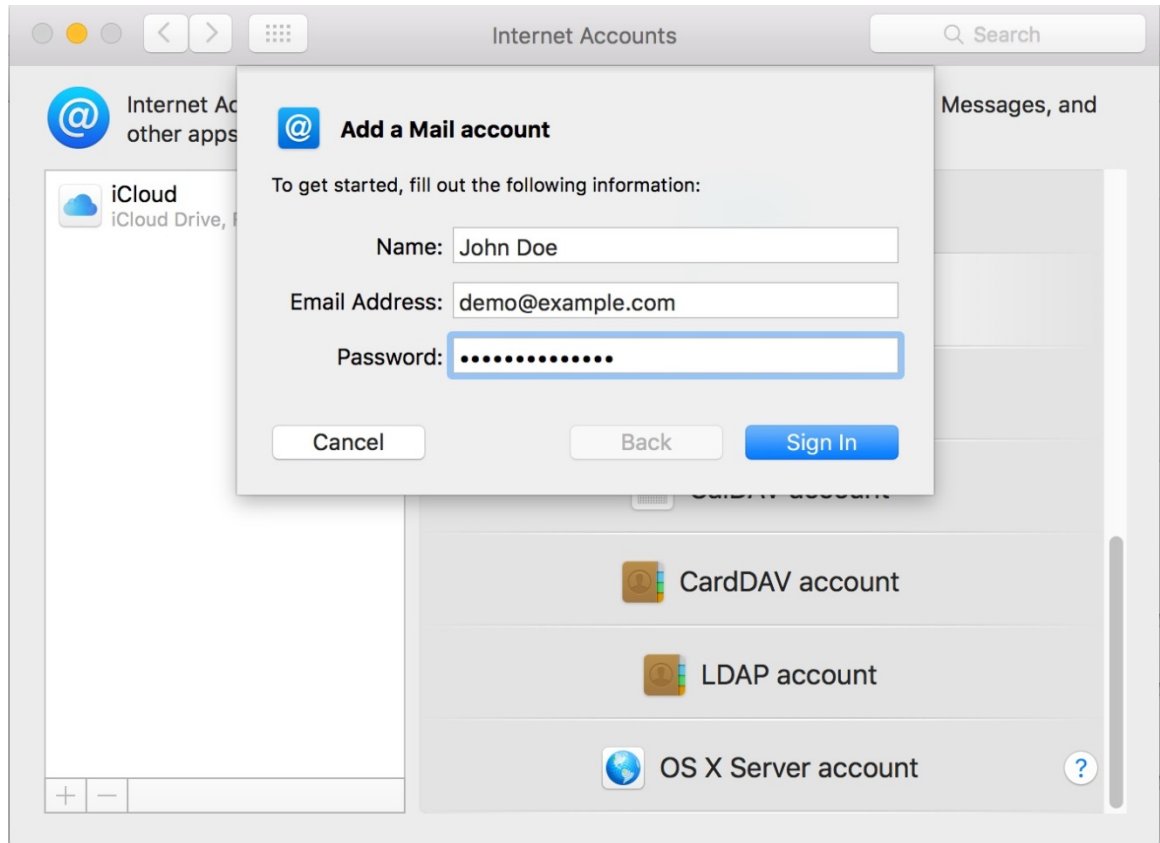 Internet Accounts
Search
Internet Ac
Messages, and
other apps
Add a Mail account
To get started, fill out the following information:
iCloud
iCloud Drive,
Name: John Doe
Email Address: demo@example.com
Password: ••••••••••••••
Cancel Back Sign In
CalDAV account
CardDAV account
LDAP account
OS X Server account
?